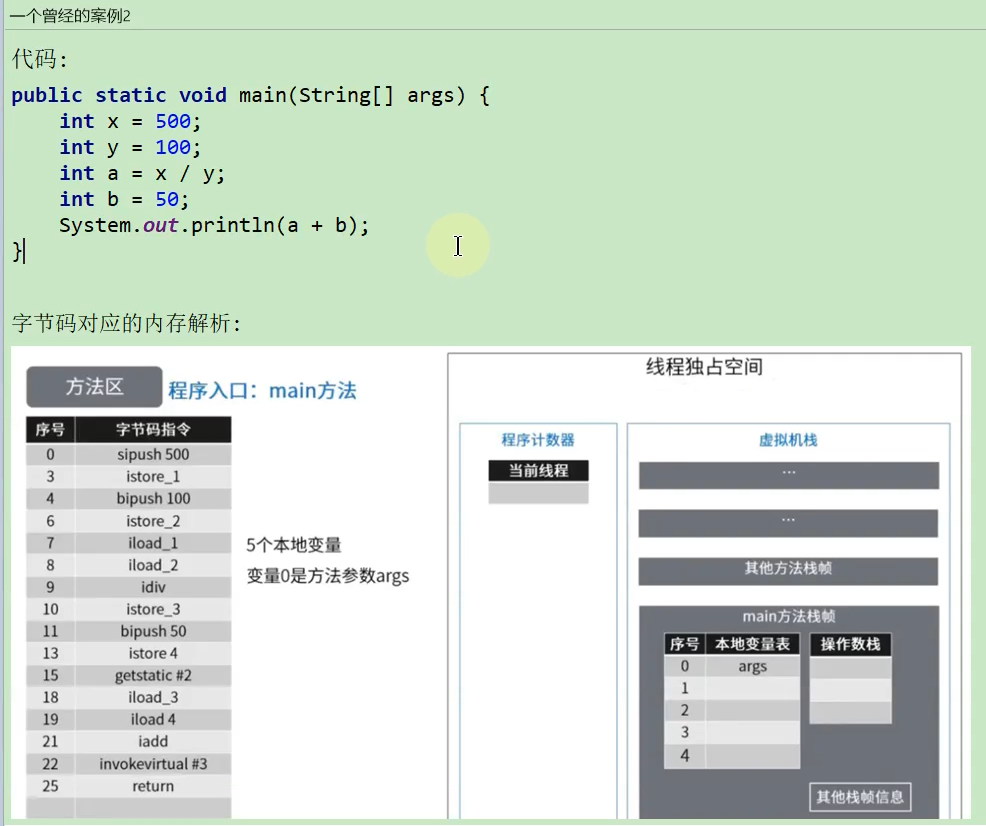 一个曾经的案例2
代码:
public static void main(String[] args) {
int x = 500;
int y = 100;
int a = x / y;
int b = 50;
System.out.println(a + b);
}
字节码对应的内存解析:
方法区 程序入口：main方法
序号 字节码指令
0 sipush 500
3 istore_1
4 bipush 100
6 istore_2
7 iload_1
8 iload_2
9 idiv
10 istore_3
11 bipush 50
13 istore 4
15 getstatic #2
18 iload_3
19 iload 4
21 iadd
22 invokevirtual #3
25 return
5个本地变量
变量0是方法参数args
线程独占空间
程序计数器
当前线程
虚拟机栈
...
...
其他方法栈帧
main方法栈帧
序号 本地变量表 操作数栈
0 args
1
2
3
4
其他栈帧信息